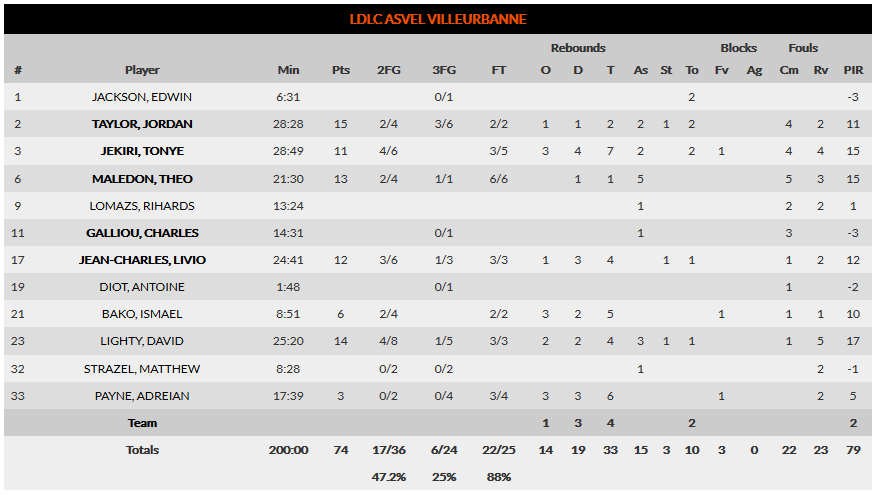 LDLC ASVEL VILLEURBANNE
Rebounds Blocks Fouls
# Player Min Pts 2FG 3FG FT O D T As St To Fv Ag Cm Rv PIR
1 JACKSON, EDWIN 6:31 0/1 2 -3
2 TAYLOR, JORDAN 28:28 15 2/4 3/6 2/2 1 1 2 2 1 2 4 2 11
3 JEKIRI, TONYE 28:49 11 4/6 3/5 3 4 7 2 2 1 4 4 15
6 MALEDON, THEO 21:30 13 2/4 1/1 6/6 1 1 5 5 3 15
9 LOMAZS, RIHARDS 13:24 1 2 2 1
11 GALLIOU, CHARLES 14:31 0/1 1 3 -3
17 JEAN-CHARLES, LIVIO 24:41 12 3/6 1/3 3/3 1 3 4 1 1 1 2 12
19 DIOT, ANTOINE 1:48 0/1 1 -2
21 BAKO, ISMAEL 8:51 6 2/4 2/2 3 2 5 1 1 1 10
23 LIGHTY, DAVID 25:20 14 4/8 1/5 3/3 2 2 4 3 1 1 1 5 17
32 STRAZEL, MATTHEW 8:28 0/2 0/2 1 2 -1
33 PAYNE, ADREIAN 17:39 3 0/2 0/4 3/4 3 3 6 1 2 5
Team 1 3 4 2 2
Totals 200:00 74 17/36 6/24 22/25 14 19 33 15 3 10 3 0 22 23 79
47.2% 25% 88%